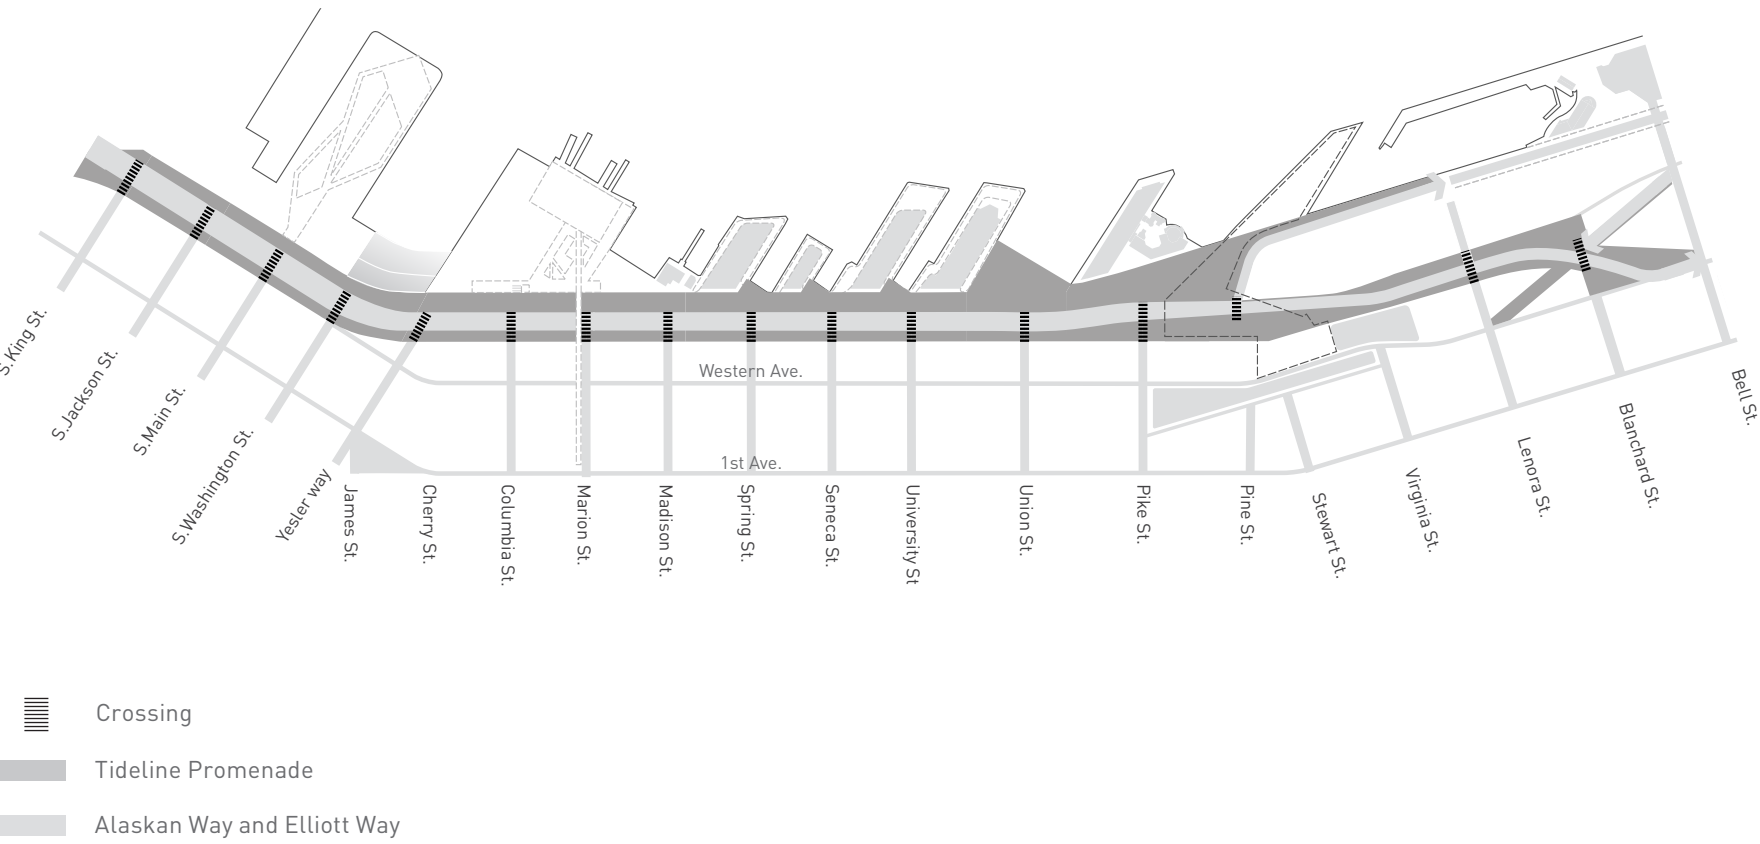 Western Ave.
1st Ave.
S.King St.
S.Jackson St.
S.Main St.
S.Washington St.
Yesler way
James St.
Cherry St.
Columbia St.
Marion St.
Madison St.
Spring St.
Seneca St.
University St
Union St.
Pike St.
Pine St.
Stewart St.
Virginia St.
Lenora St.
Blanchard St.
Bell St.
Crossing
Tideline Promenade
Alaskan Way and Elliott Way